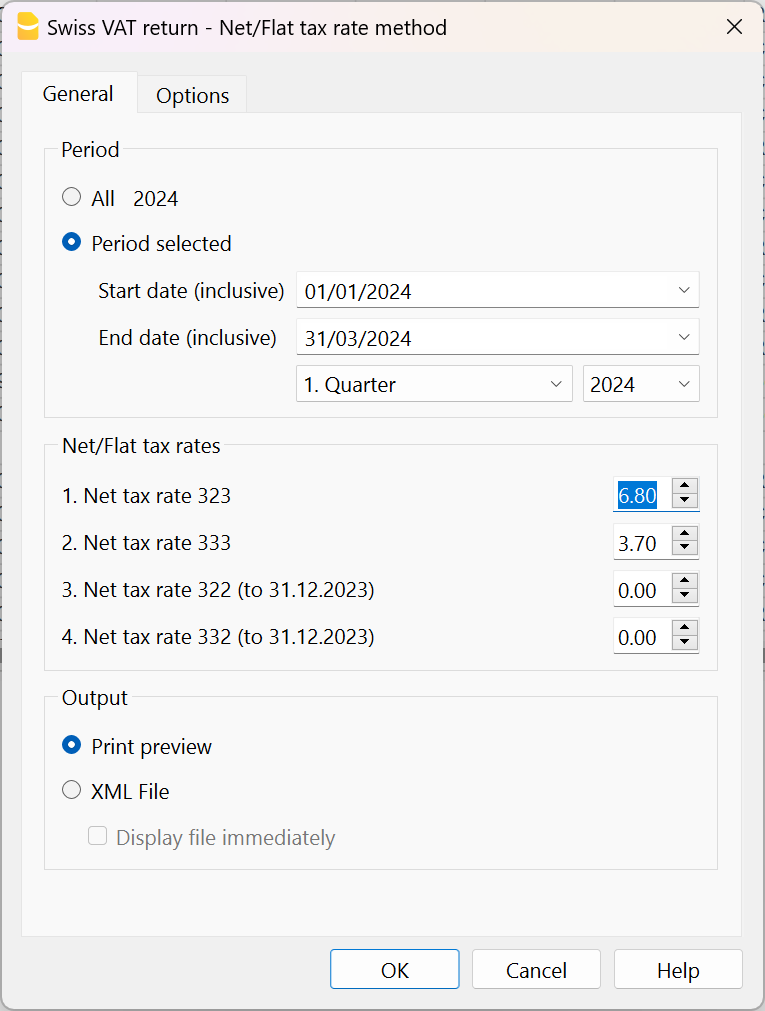 Swiss VAT return - Net/Flat tax rate method
General Options
Period
All 2024
Period selected
Start date (inclusive) 01/01/2024
End date (inclusive) 31/03/2024
1. Quarter 2024
Net/Flat tax rates
1. Net tax rate 323 6.80
2. Net tax rate 333 3.70
3. Net tax rate 322 (to 31.12.2023) 0.00
4. Net tax rate 332 (to 31.12.2023) 0.00
Output
Print preview
XML File
Display file immediately
OK Cancel Help